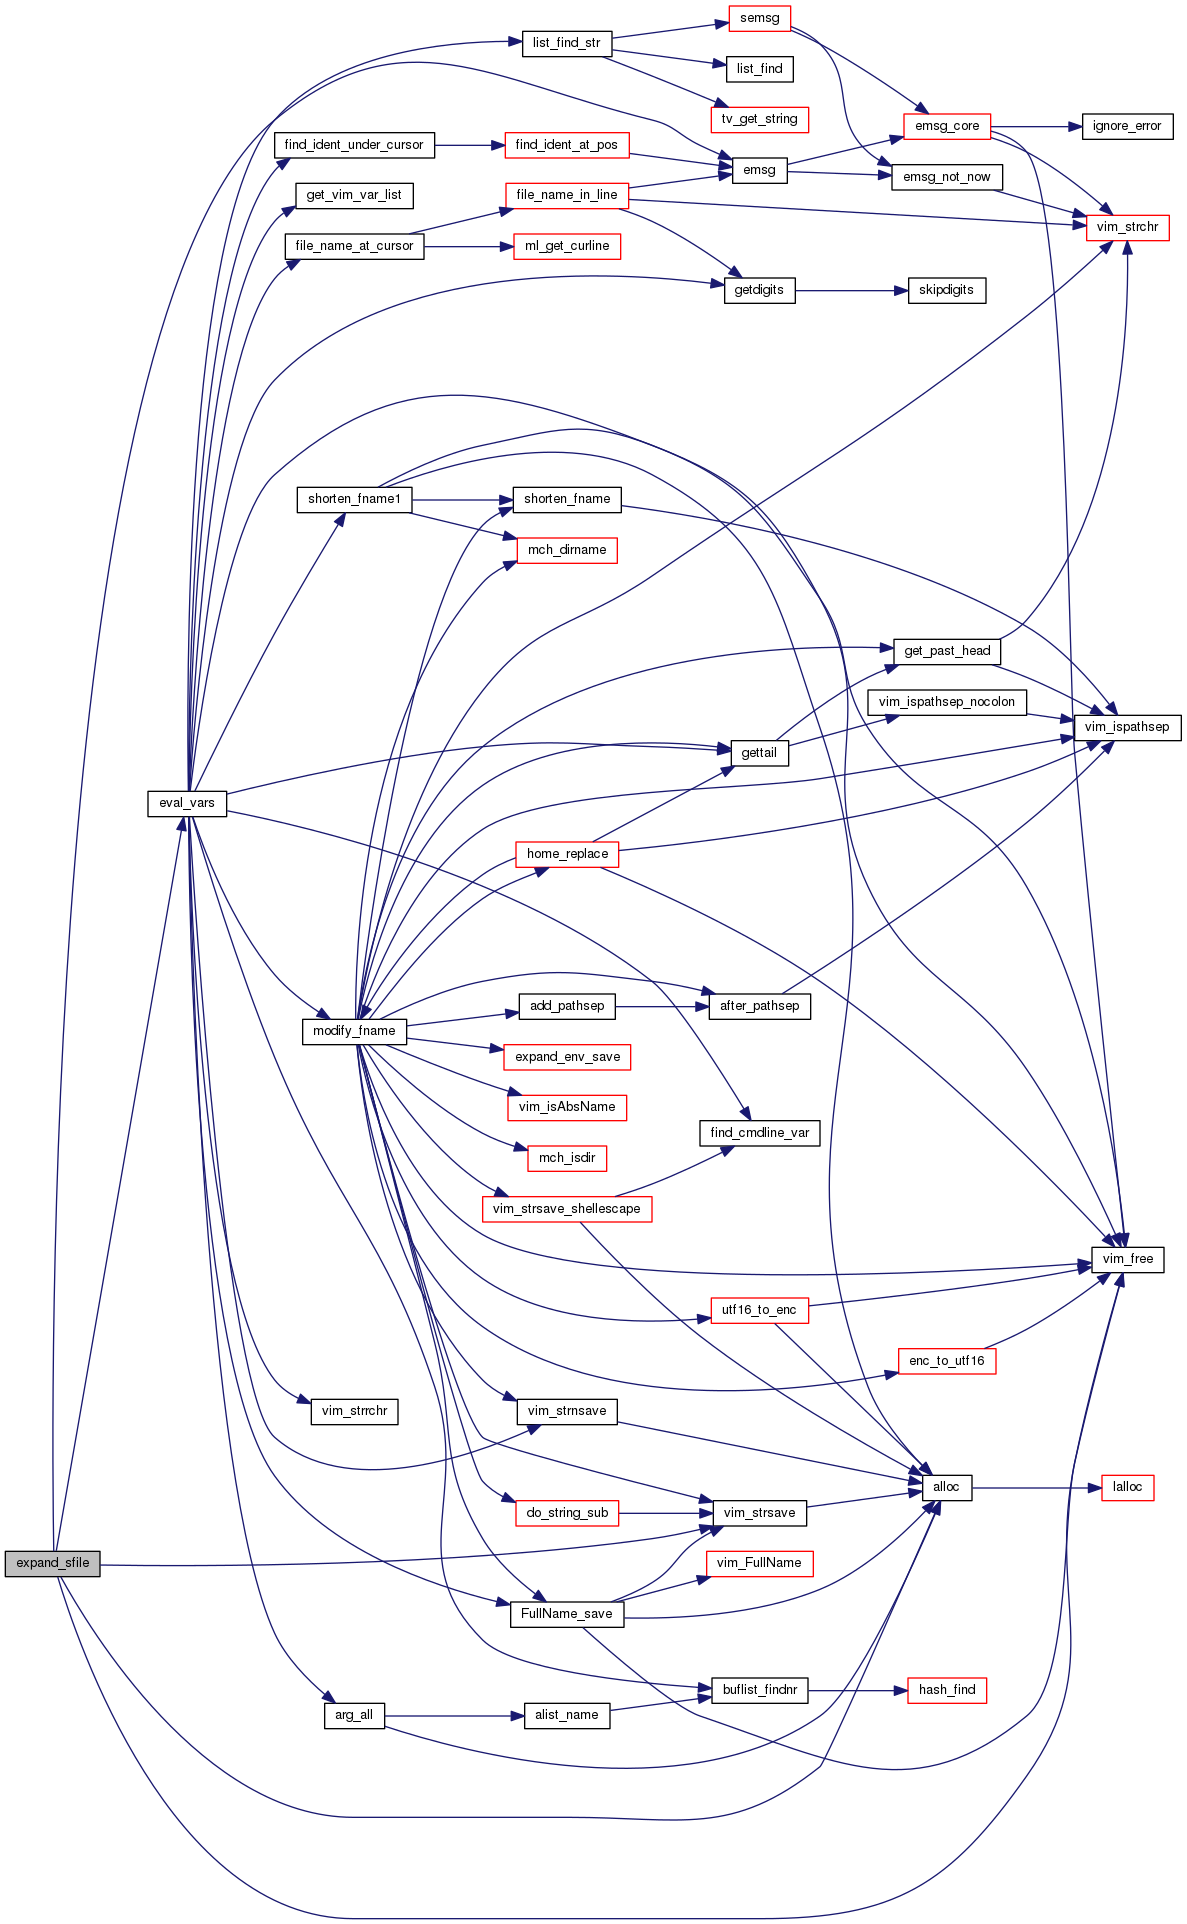 semsg
list_find_str
list_find
tv_get_string
emsg_core
ignore_error
find_ident_under_cursor
find_ident_at_pos
emsg
emsg_not_now
get_vim_var_list
file_name_in_line
vim_strchr
file_name_at_cursor
ml_get_curline
getdigits
skipdigits
shorten_fname1
shorten_fname
mch_dirname
get_past_head
vim_ispathsep_nocolon
vim_ispathsep
gettail
eval_vars
home_replace
add_pathsep
after_pathsep
modify_fname
expand_env_save
vim_isAbsName
find_cmdline_var
mch_isdir
vim_strsave_shellescape
vim_free
utf16_to_enc
enc_to_utf16
vim_strrchr
vim_strnsave
alloc
lalloc
do_string_sub
vim_strsave
expand_sfile
vim_FullName
FullName_save
buflist_findnr
hash_find
arg_all
alist_name